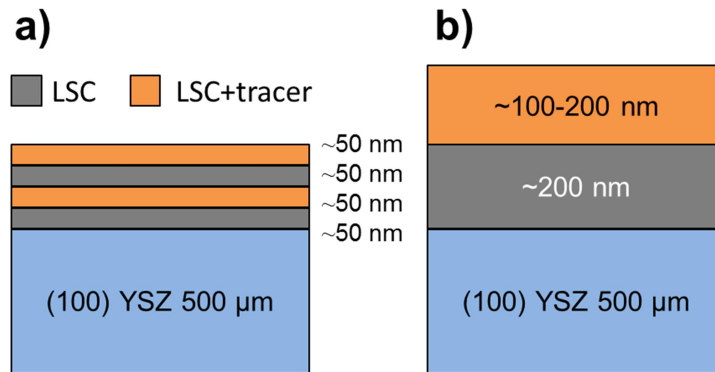 a)
LSC
LSC+tracer
~50 nm
~50 nm
~50 nm
~50 nm
(100) YSZ 500 µm
b)
~100-200 nm
~200 nm
(100) YSZ 500 µm